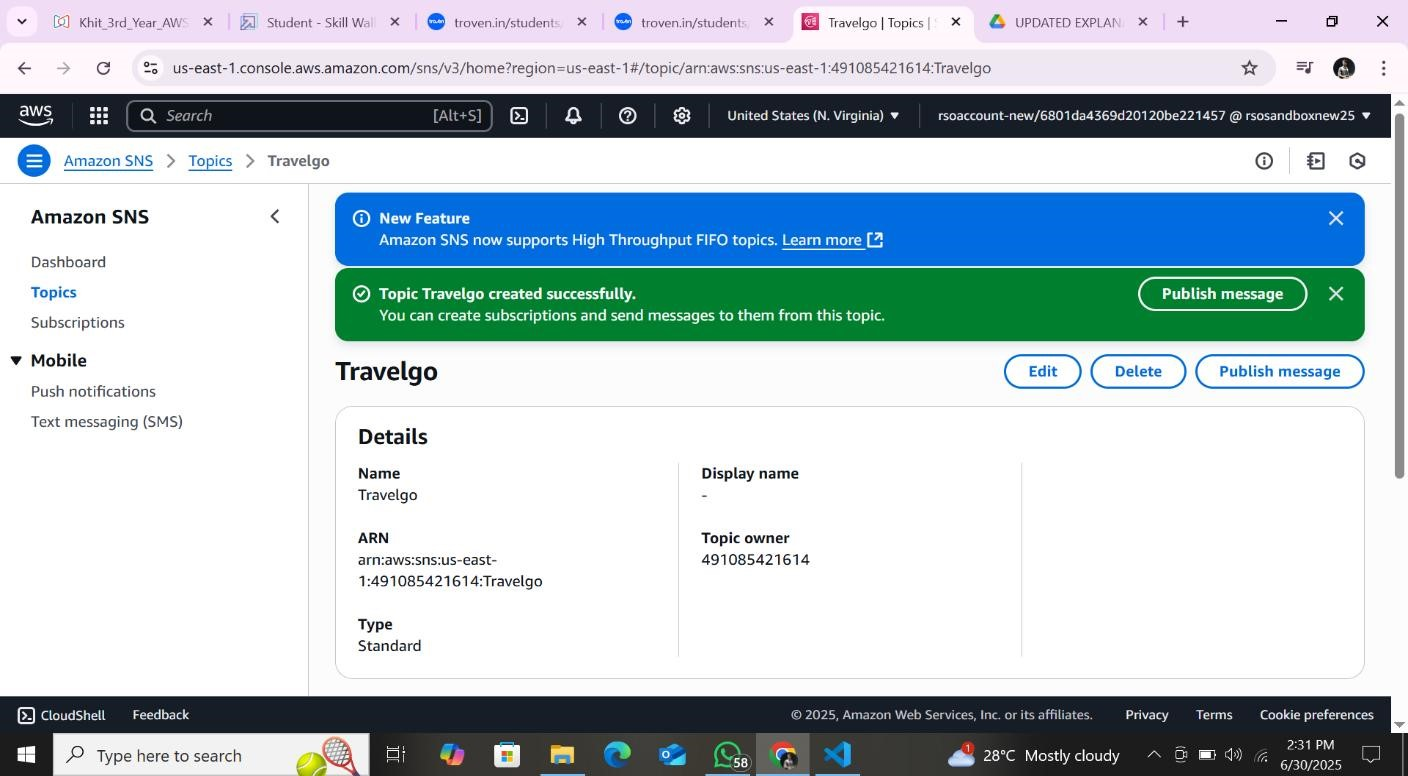 Khit_3rd_Year_AWS
Student - Skill Wall
troven.in/students/
troven.in/students,
Travelgo | Topics |
UPDATED EXPLAN
us-east-1.console.aws.amazon.com/sns/v3/home?region=us-east-1#/topic/arn:aws:sns:us-east-1:491085421614:Travelgo
aws
Search
[Alt+S]
United States (N. Virginia)
rsoaccount-new/6801da4369d20120be221457 @ rsosandboxnew25
Amazon SNS
Topics
Travelgo
Amazon SNS
Dashboard
Topics
Subscriptions
Mobile
Push notifications
Text messaging (SMS)
New Feature
Amazon SNS now supports High Throughput FIFO topics. Learn more
Topic Travelgo created successfully.
You can create subscriptions and send messages to them from this topic.
Publish message
Travelgo
Edit
Delete
Publish message
Details
Name
Travelgo
ARN
arn:aws:sns:us-east-
1:491085421614:Travelgo
Type
Standard
Display name
-
Topic owner
491085421614
CloudShell
Feedback
© 2025, Amazon Web Services, Inc. or its affiliates.
Privacy
Terms
Cookie preferences
Type here to search
58
1
28°C Mostly cloudy
2:31 PM
6/30/2025